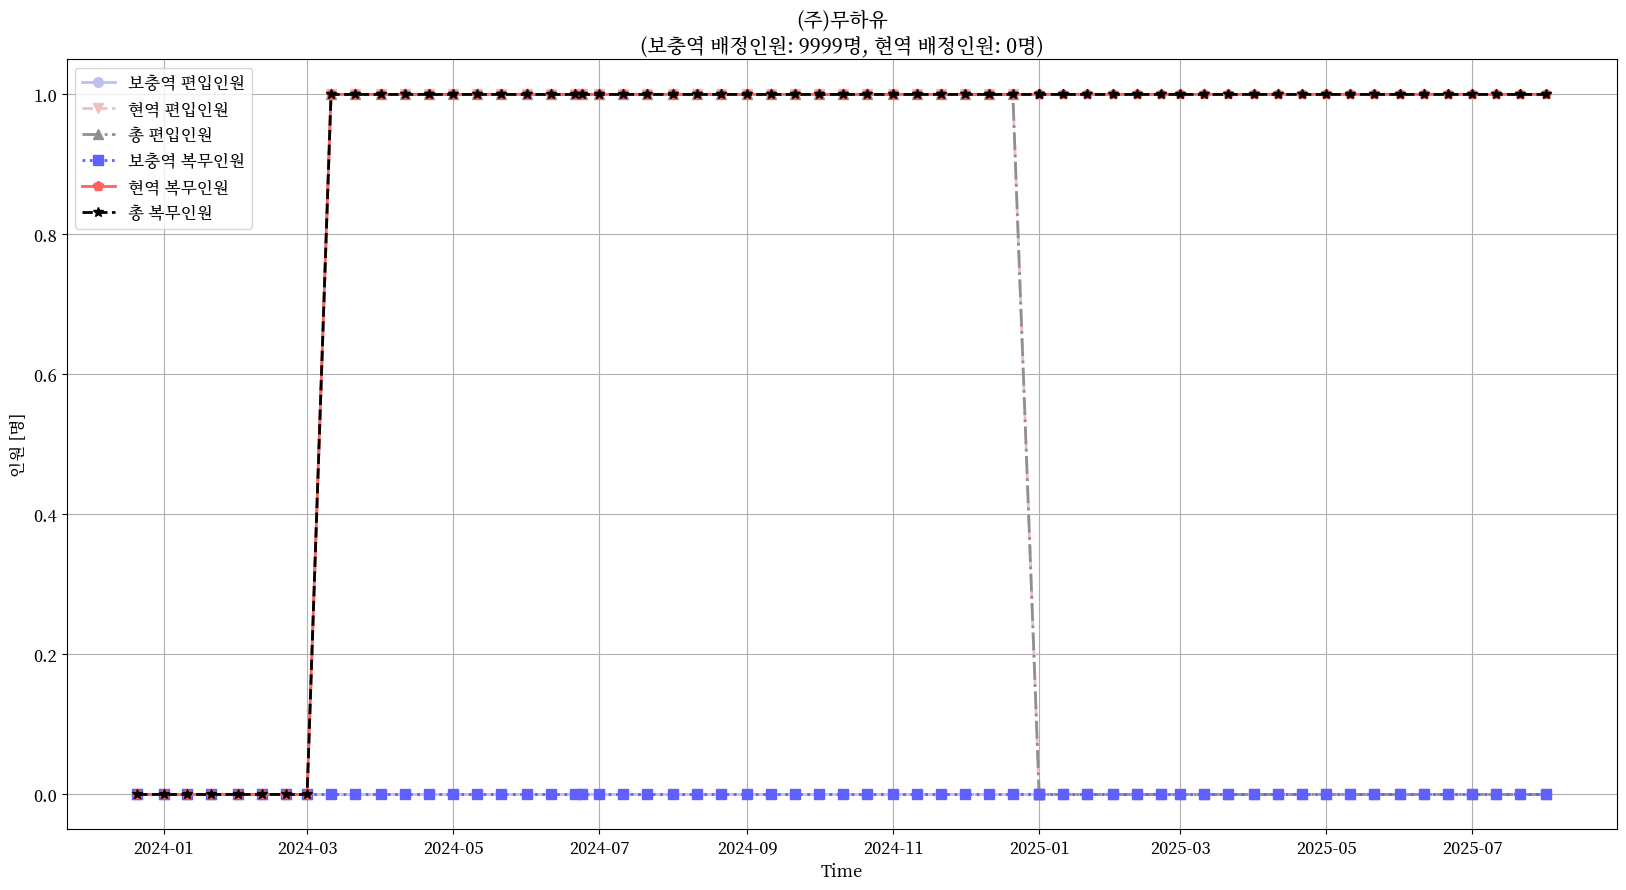 (주)무하유
(보충역 배정인원: 9999명, 현역 배정인원: 0명)
보충역 편입인원
현역 편입인원
총 편입인원
보충역 복무인원
현역 복무인원
총 복무인원
1.0
0.8
0.6
0.4
0.2
0.0
인원 [명]
2024-01
2024-03
2024-05
2024-07
2024-09
2024-11
2025-01
2025-03
2025-05
2025-07
Time